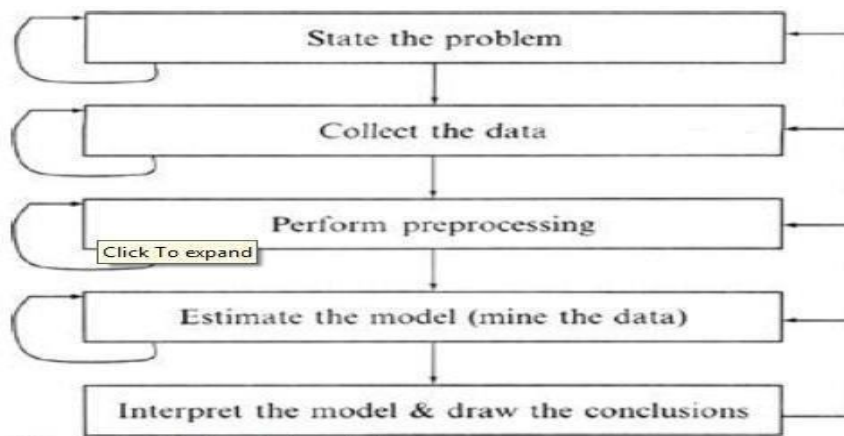 State the problem
Collect the data
Perform preprocessing
Click To expand
Estimate the model (mine the data)
Interpret the model & draw the conclusions